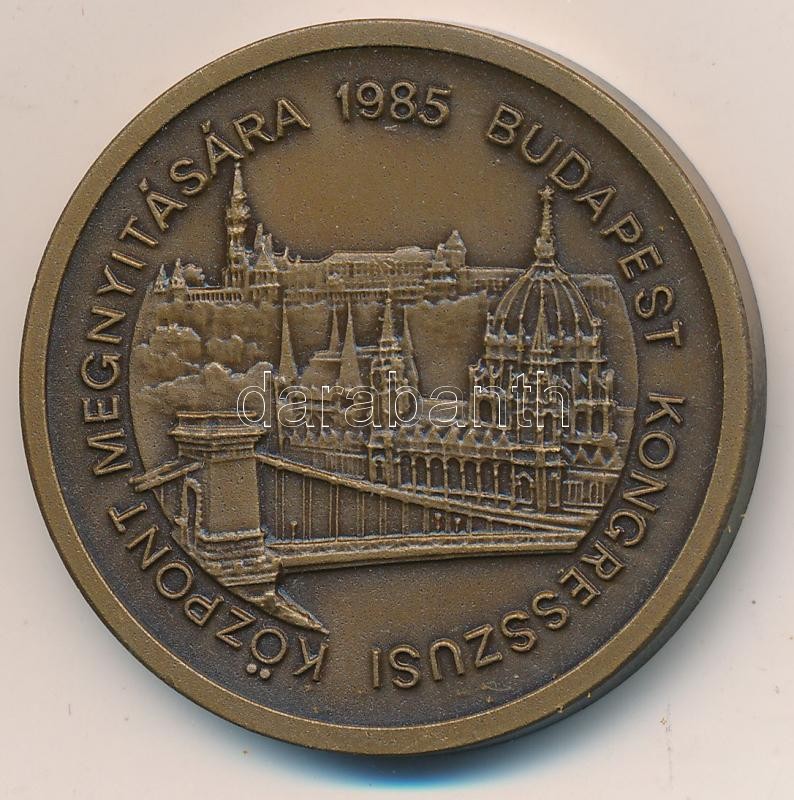 BUDAPEST KONGRESSZUSI KÖZPONT MEGNYITÁSÁRA 1985
darabanth